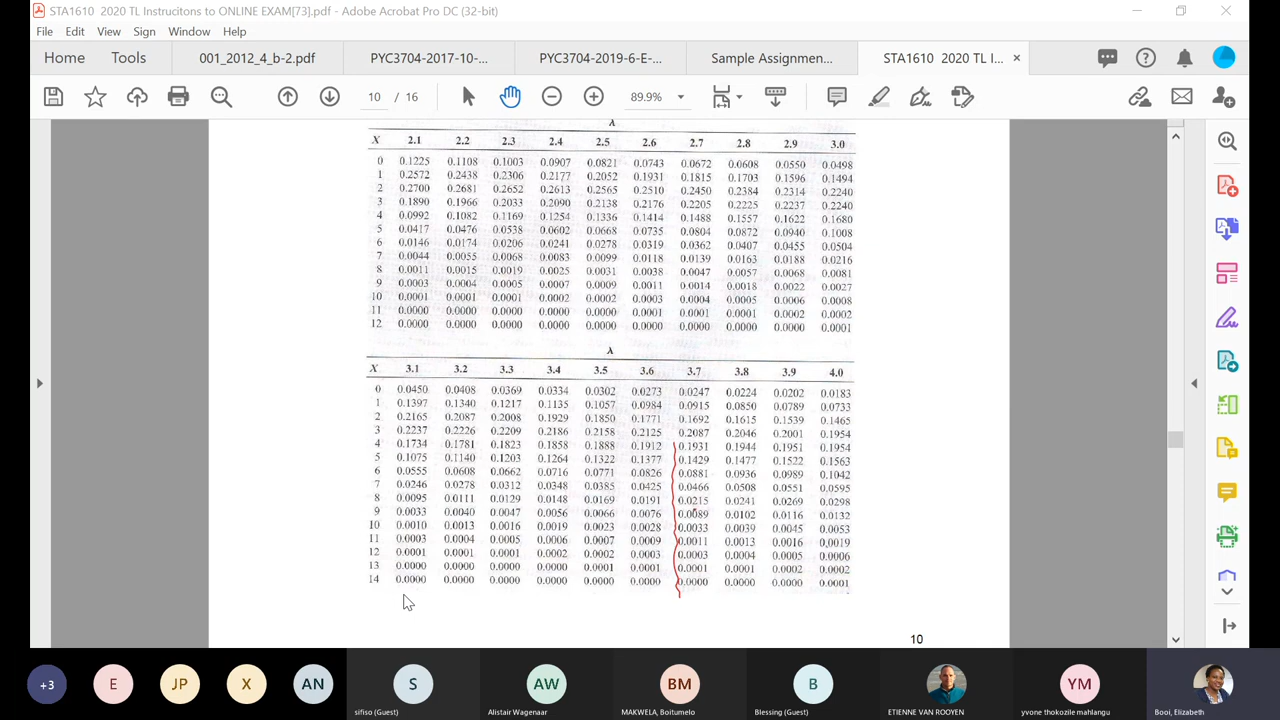 STA1610 2020 TL Instrucitons to ONLINE EXAM[73].pdf - Adobe Acrobat Pro DC (32-bit)
File Edit View Sign Window Help
Home Tools 001_2012_4_b-2.pdf PYC3704-2017-10-... PYC3704-2019-6-E-... Sample Assignmen... STA1610 2020 TL I... ×
10 / 16 89.9%
λ
X 2.1 2.2 2.3 2.4 2.5 2.6 2.7 2.8 2.9 3.0
0 0.1225 0.1108 0.1003 0.0907 0.0821 0.0743 0.0672 0.0608 0.0550 0.0498
1 0.2572 0.2438 0.2306 0.2177 0.2052 0.1931 0.1815 0.1703 0.1596 0.1494
2 0.2700 0.2681 0.2652 0.2613 0.2565 0.2510 0.2450 0.2384 0.2314 0.2240
3 0.1890 0.1966 0.2033 0.2090 0.2138 0.2176 0.2205 0.2225 0.2237 0.2240
4 0.0992 0.1082 0.1169 0.1254 0.1336 0.1414 0.1488 0.1557 0.1622 0.1680
5 0.0417 0.0476 0.0538 0.0602 0.0668 0.0735 0.0804 0.0872 0.0940 0.1008
6 0.0146 0.0174 0.0206 0.0241 0.0278 0.0319 0.0362 0.0407 0.0455 0.0504
7 0.0044 0.0055 0.0068 0.0083 0.0099 0.0118 0.0139 0.0163 0.0188 0.0216
8 0.0011 0.0015 0.0019 0.0025 0.0031 0.0038 0.0047 0.0057 0.0068 0.0081
9 0.0003 0.0004 0.0005 0.0007 0.0009 0.0011 0.0014 0.0018 0.0022 0.0027
10 0.0001 0.0001 0.0001 0.0002 0.0002 0.0003 0.0004 0.0005 0.0006 0.0008
11 0.0000 0.0000 0.0000 0.0000 0.0000 0.0001 0.0001 0.0001 0.0002 0.0002
12 0.0000 0.0000 0.0000 0.0000 0.0000 0.0000 0.0000 0.0000 0.0000 0.0001
λ
X 3.1 3.2 3.3 3.4 3.5 3.6 3.7 3.8 3.9 4.0
0 0.0450 0.0408 0.0369 0.0334 0.0302 0.0273 0.0247 0.0224 0.0202 0.0183
1 0.1397 0.1340 0.1217 0.1135 0.1057 0.0984 0.0915 0.0850 0.0789 0.0733
2 0.2165 0.2087 0.2008 0.1929 0.1850 0.1771 0.1692 0.1615 0.1539 0.1465
3 0.2237 0.2226 0.2209 0.2186 0.2158 0.2125 0.2087 0.2046 0.2001 0.1954
4 0.1734 0.1781 0.1823 0.1858 0.1888 0.1912 0.1931 0.1944 0.1951 0.1954
5 0.1075 0.1140 0.1203 0.1264 0.1322 0.1377 0.1429 0.1477 0.1522 0.1563
6 0.0555 0.0608 0.0662 0.0716 0.0771 0.0826 0.0881 0.0936 0.0989 0.1042
7 0.0246 0.0278 0.0312 0.0348 0.0385 0.0425 0.0466 0.0508 0.0551 0.0595
8 0.0095 0.0111 0.0129 0.0148 0.0169 0.0191 0.0215 0.0241 0.0269 0.0298
9 0.0033 0.0040 0.0047 0.0056 0.0066 0.0076 0.0089 0.0102 0.0116 0.0132
10 0.0010 0.0013 0.0016 0.0019 0.0023 0.0028 0.0033 0.0039 0.0045 0.0053
11 0.0003 0.0004 0.0005 0.0006 0.0007 0.0009 0.0011 0.0013 0.0016 0.0019
12 0.0001 0.0001 0.0001 0.0002 0.0002 0.0003 0.0003 0.0004 0.0005 0.0006
13 0.0000 0.0000 0.0000 0.0000 0.0001 0.0001 0.0001 0.0001 0.0002 0.0002
14 0.0000 0.0000 0.0000 0.0000 0.0000 0.0000 0.0000 0.0000 0.0000 0.0001
10
+3 E JP X AN S AW BM B YM
sifiso (Guest) Alistair Wagenaar MAKWELA, Boitumelo Blessing (Guest) ETIENNE VAN ROOYEN yvone thokozile mahlangu Booi, Elizabeth